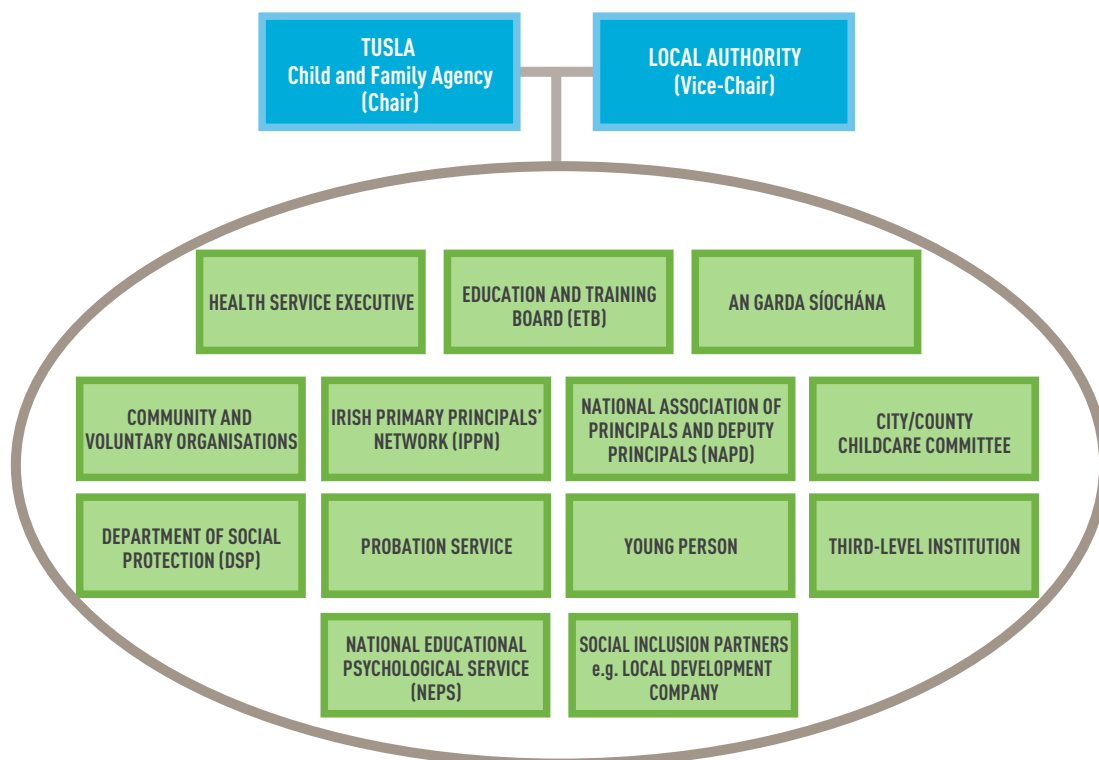 TUSLA
Child and Family Agency
(Chair)
LOCAL AUTHORITY
(Vice-Chair)
HEALTH SERVICE EXECUTIVE
EDUCATION AND TRAINING
BOARD (ETB)
AN GARDA SÍOCHÁNA
COMMUNITY AND
VOLUNTARY ORGANISATIONS
IRISH PRIMARY PRINCIPALS'
NETWORK (IPPN)
NATIONAL ASSOCIATION OF
PRINCIPALS AND DEPUTY
PRINCIPALS (NAPD)
CITY/COUNTY
CHILDCARE COMMITTEE
DEPARTMENT OF SOCIAL
PROTECTION (DSP)
PROBATION SERVICE
YOUNG PERSON
THIRD-LEVEL INSTITUTION
NATIONAL EDUCATIONAL
PSYCHOLOGICAL SERVICE
(NEPS)
SOCIAL INCLUSION PARTNERS
e.g. LOCAL DEVELOPMENT
COMPANY